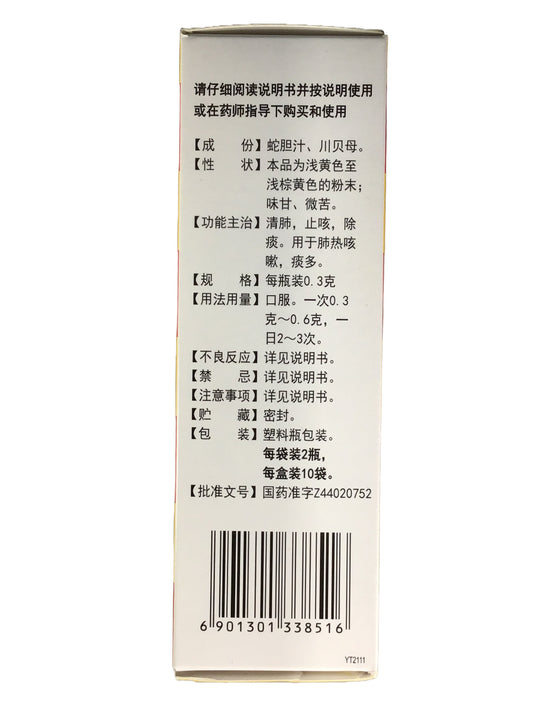 请仔细阅读说明书并按说明使用
或在药师指导下购买和使用
【成　份】蛇胆汁、川贝母。
【性　状】本品为浅黄色至
浅棕黄色的粉末；
味甘、微苦。
【功能主治】清肺，止咳，除
痰。用于肺热咳
嗽，痰多。
【规　格】每瓶装0.3克
【用法用量】口服。一次0.3
克～0.6克，一
日2～3次。
【不良反应】详见说明书。
【禁　忌】详见说明书。
【注意事项】详见说明书。
【贮　藏】密封。
【包　装】塑料瓶包装。
每袋装2瓶，
每盒装10袋。
【批准文号】国药准字Z44020752
6 901301 338516
YT2111